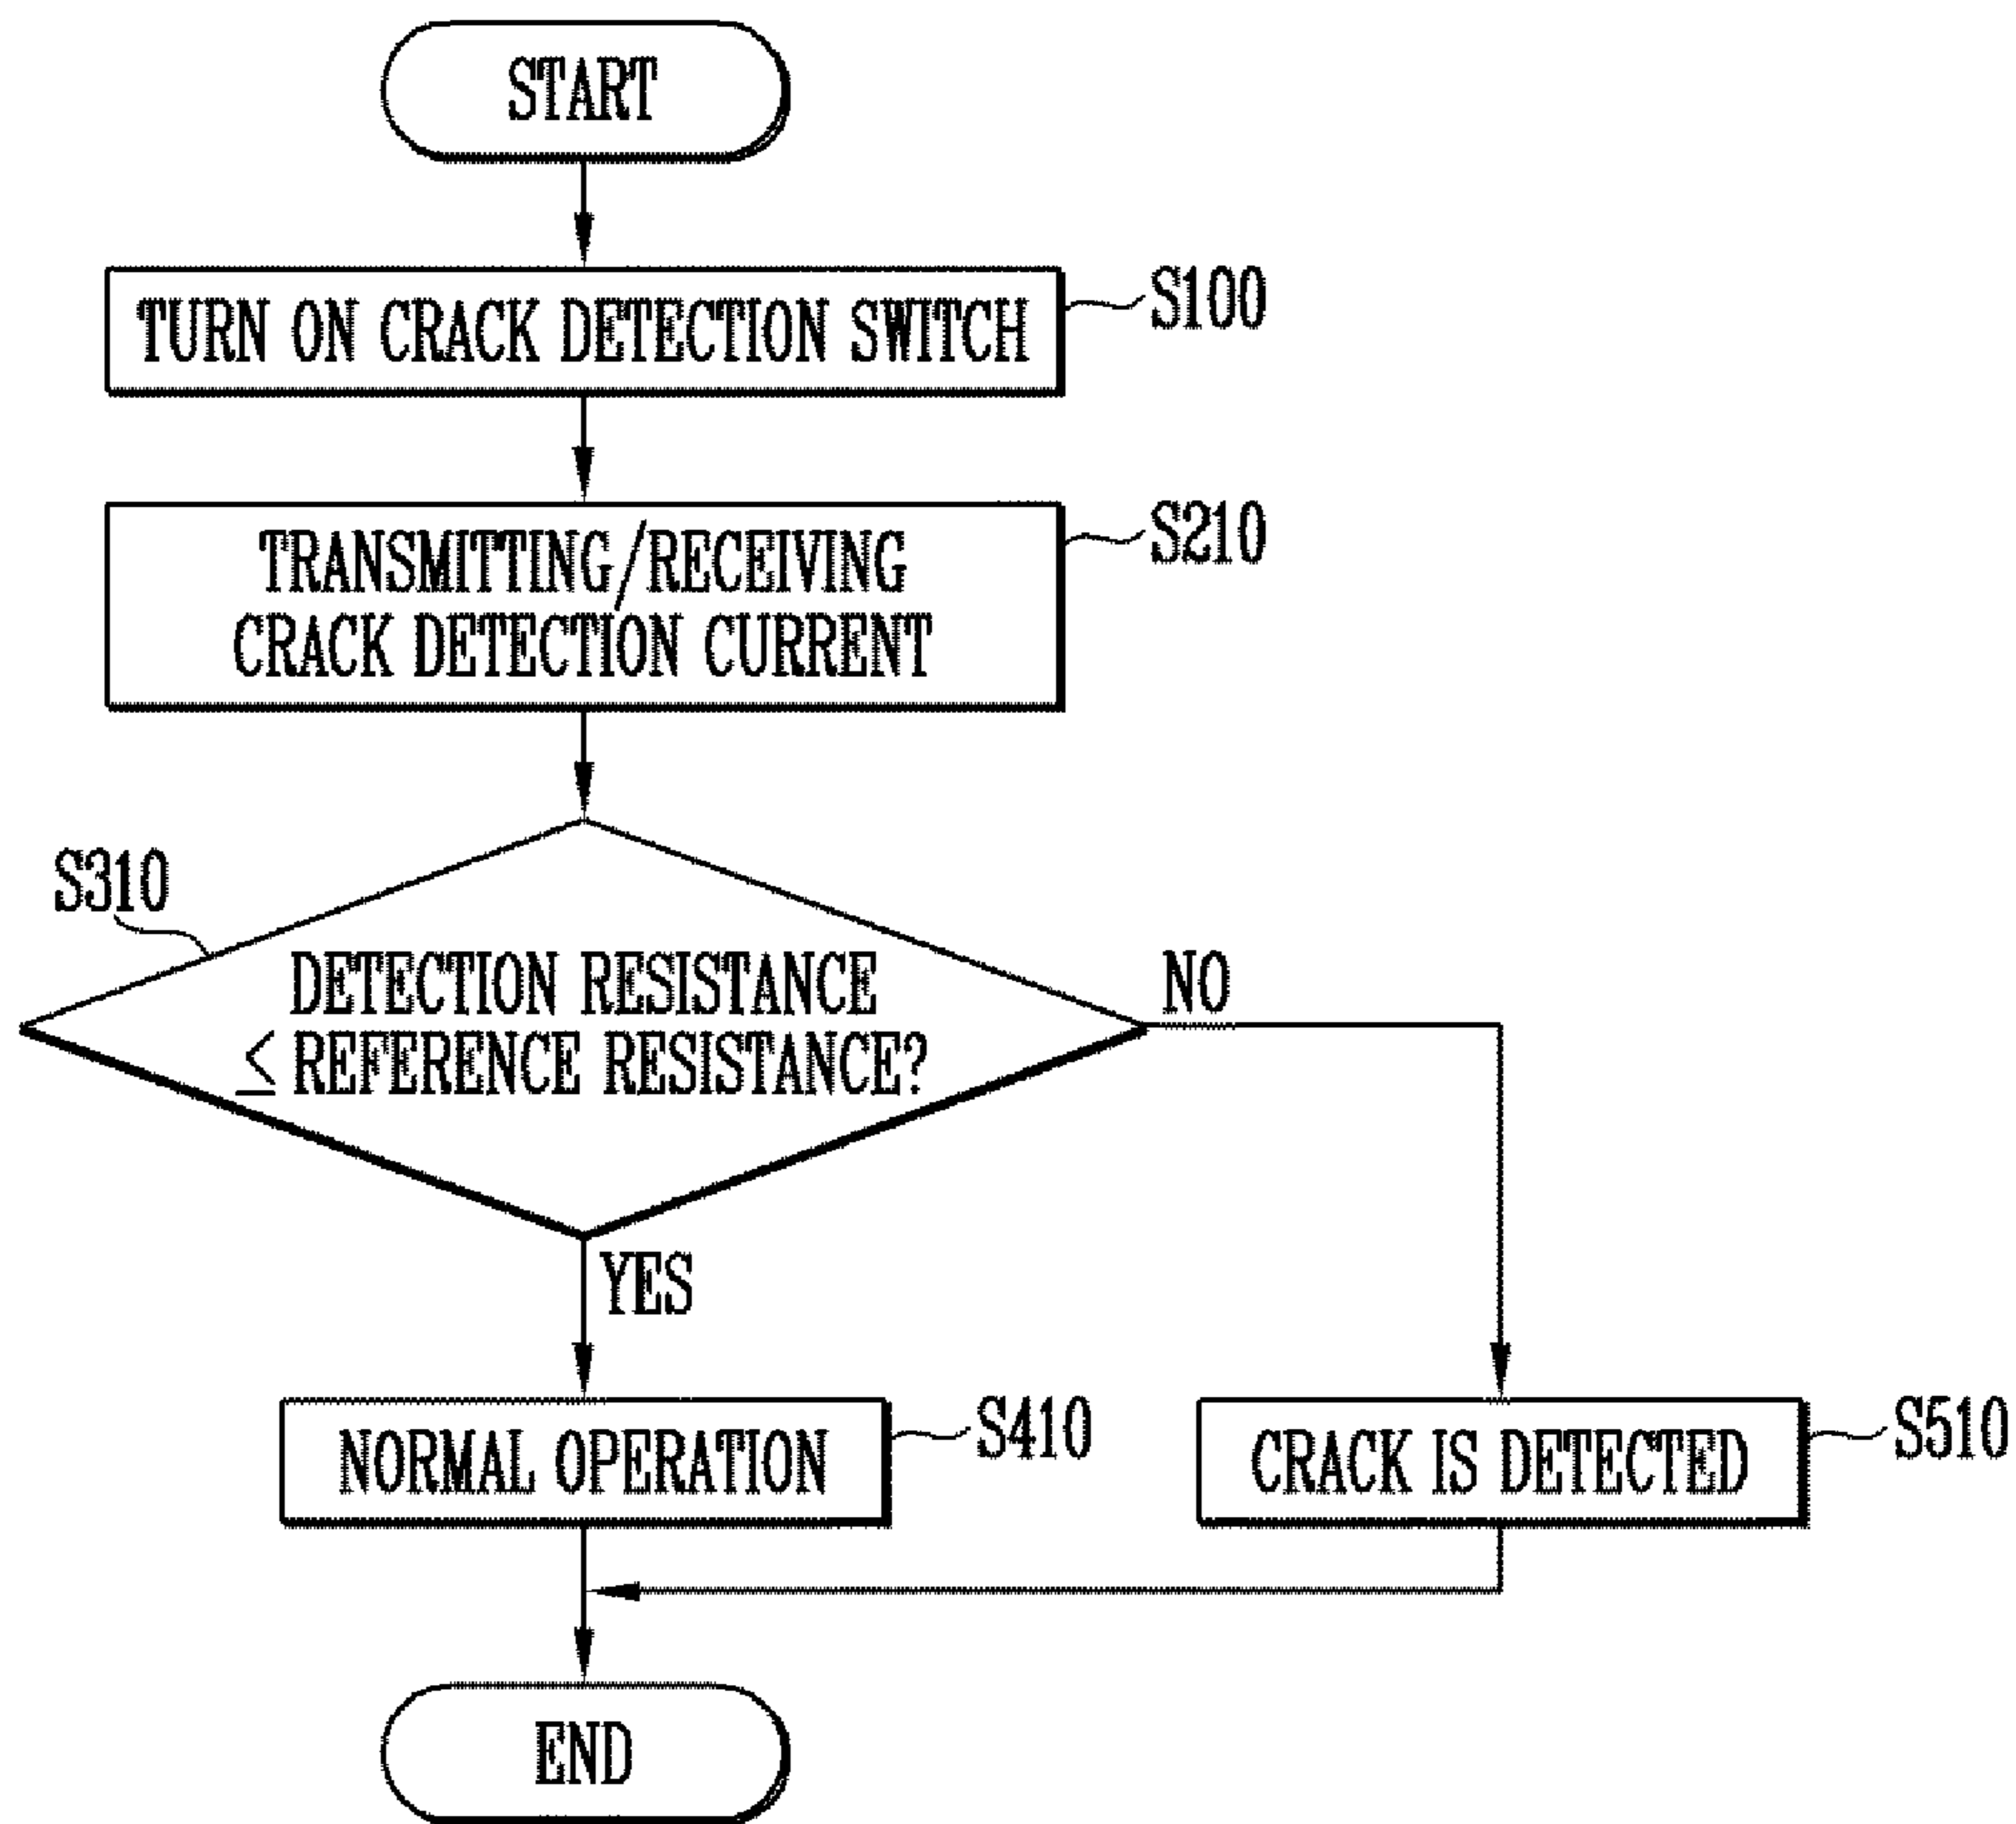 START
TURN ON CRACK DETECTION SWITCH
S100
TRANSMITTING/RECEIVING
CRACK DETECTION CURRENT
S210
S310
DETECTION RESISTANCE
≤ REFERENCE RESISTANCE?
NO
YES
NORMAL OPERATION
S410
CRACK IS DETECTED
S510
END